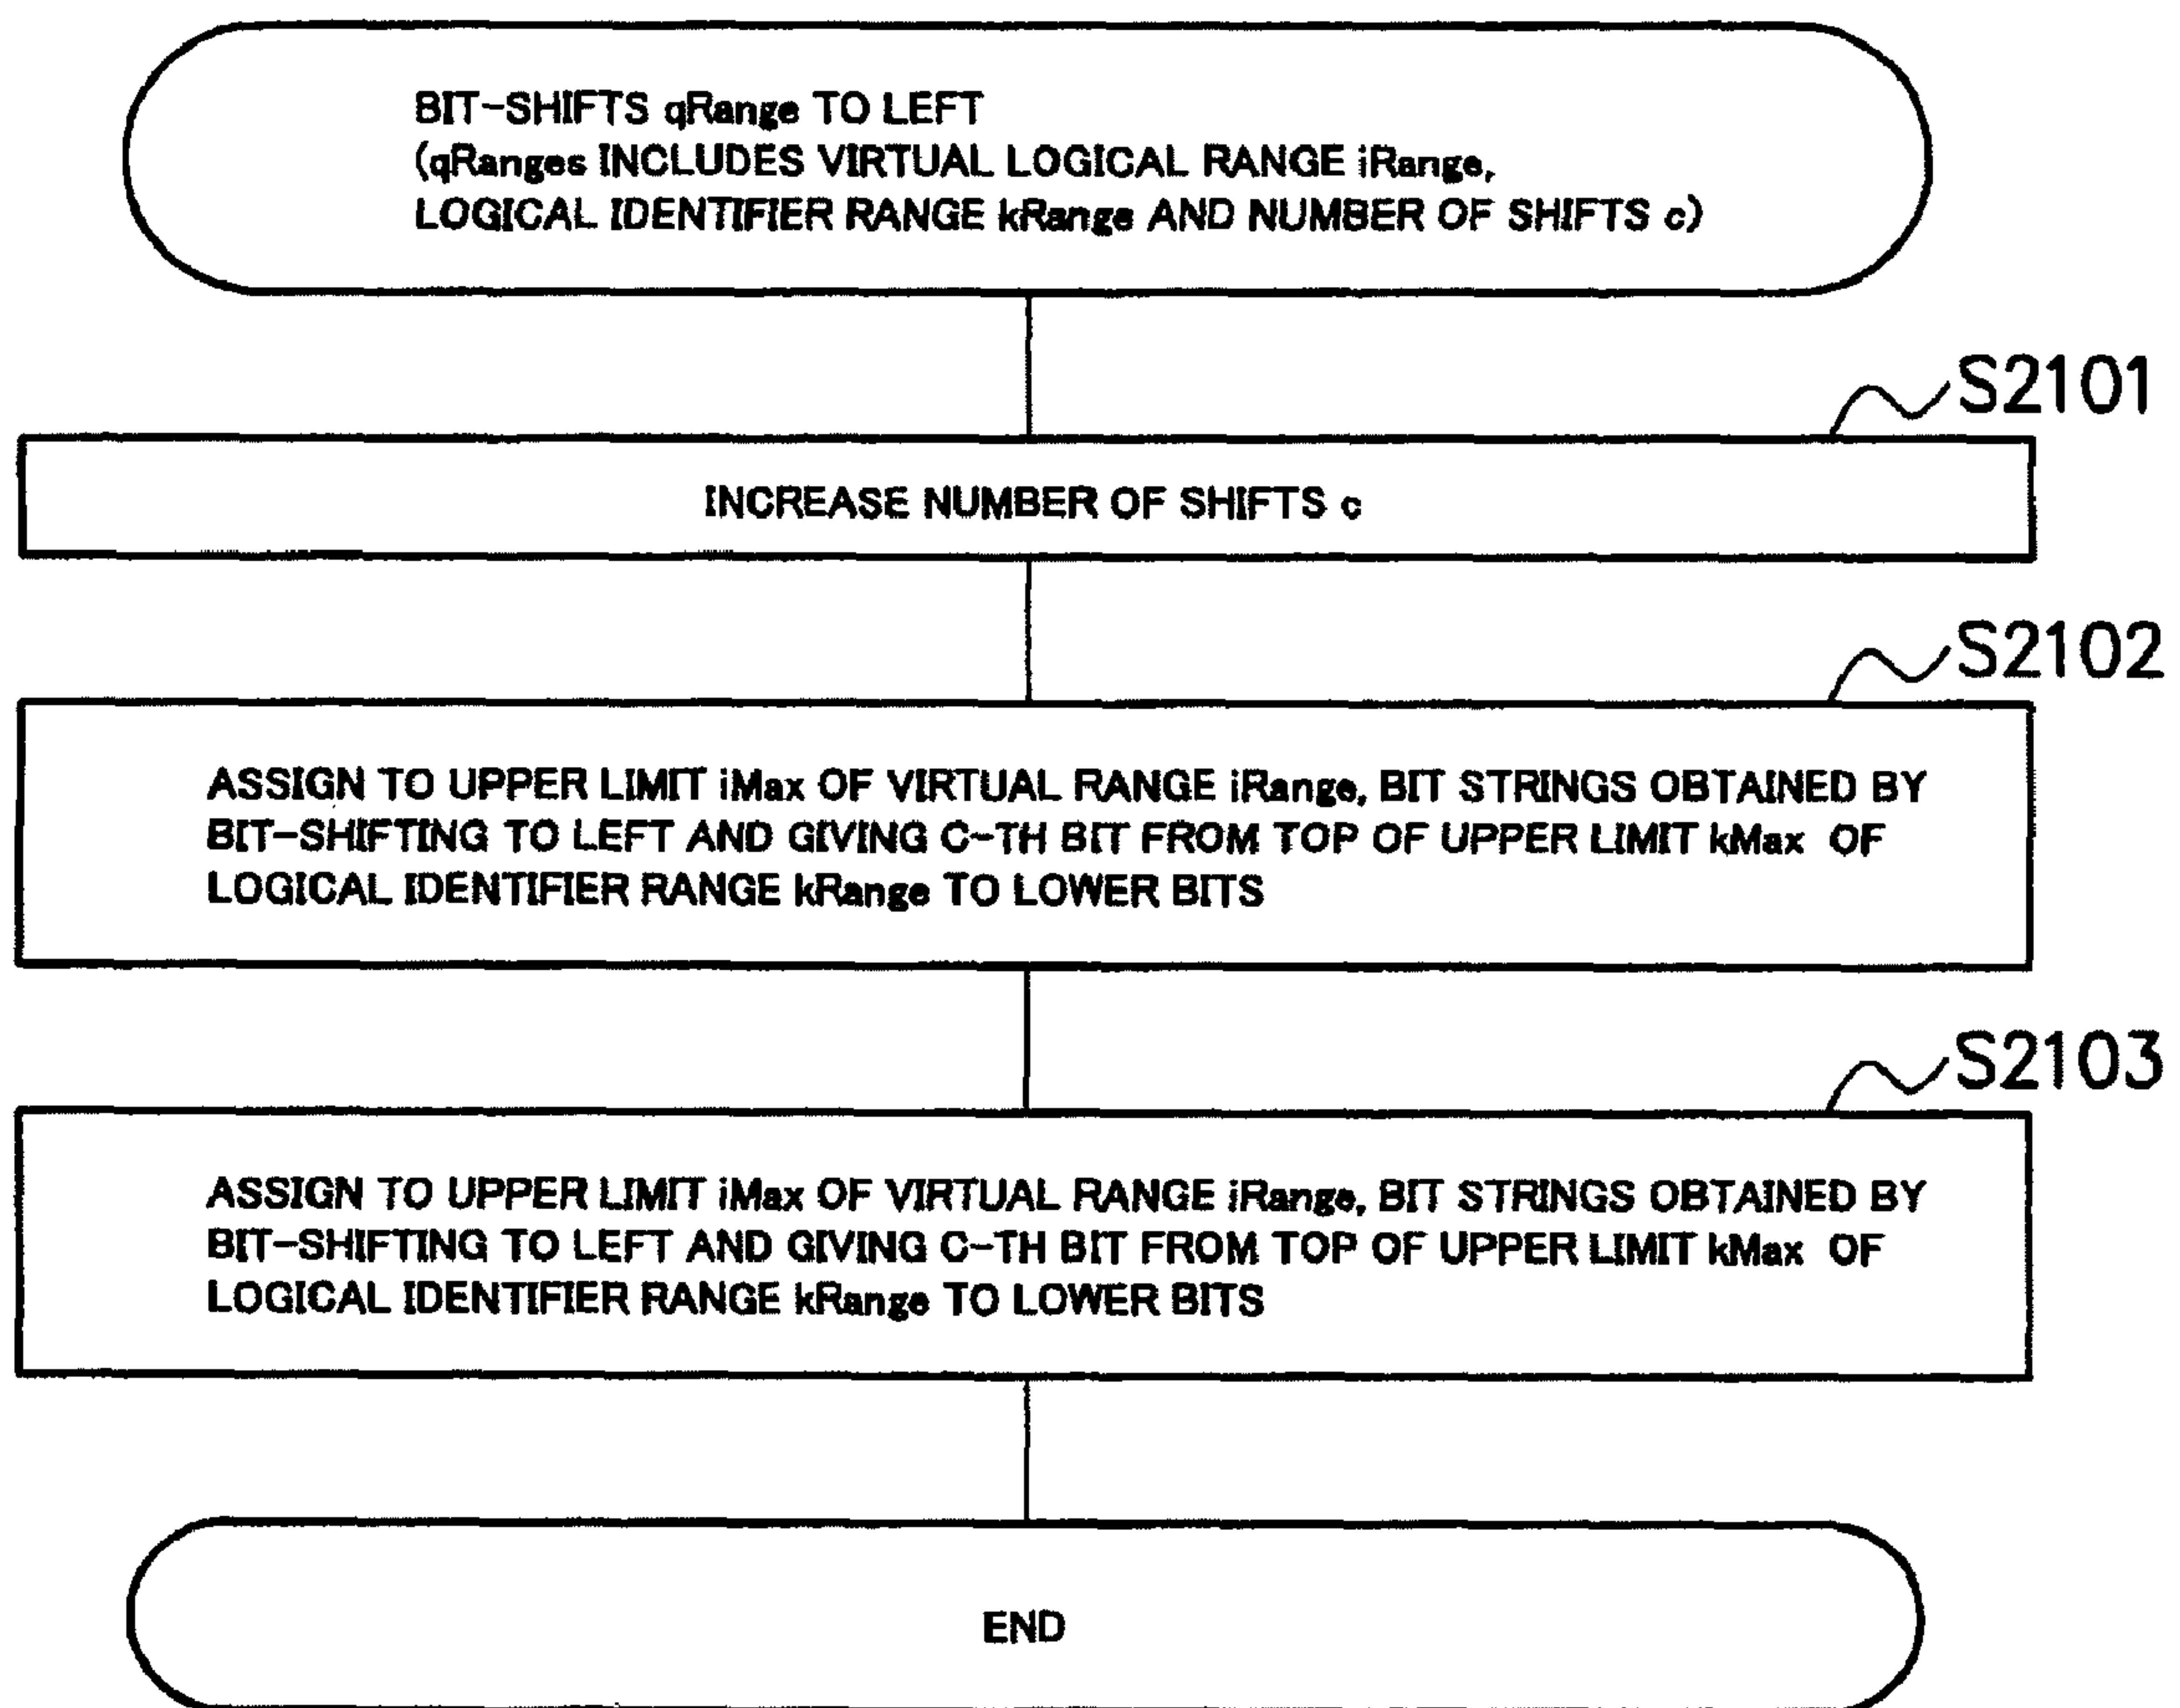 BIT-SHIFTS qRange TO LEFT
(qRanges INCLUDES VIRTUAL LOGICAL RANGE iRange,
LOGICAL IDENTIFIER RANGE kRange AND NUMBER OF SHIFTS c)
S2101
INCREASE NUMBER OF SHIFTS c
S2102
ASSIGN TO UPPER LIMIT iMax OF VIRTUAL RANGE iRange, BIT STRINGS OBTAINED BY
BIT-SHIFTING TO LEFT AND GIVING C-TH BIT FROM TOP OF UPPER LIMIT kMax OF
LOGICAL IDENTIFIER RANGE kRange TO LOWER BITS
S2103
ASSIGN TO UPPER LIMIT iMax OF VIRTUAL RANGE iRange, BIT STRINGS OBTAINED BY
BIT-SHIFTING TO LEFT AND GIVING C-TH BIT FROM TOP OF UPPER LIMIT kMax OF
LOGICAL IDENTIFIER RANGE kRange TO LOWER BITS
END